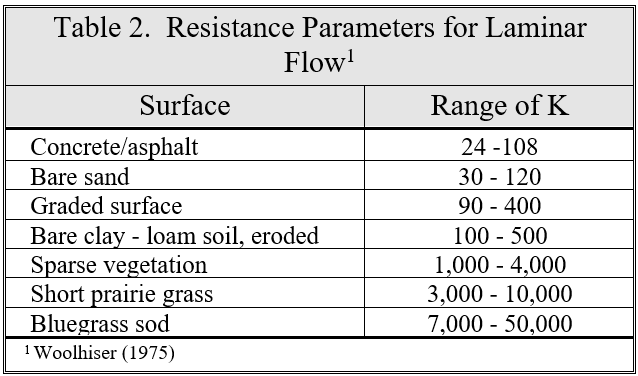 Table 2.  Resistance Parameters for Laminar
Flow¹
Surface Range of K
Concrete/asphalt 24 -108
Bare sand 30 - 120
Graded surface 90 - 400
Bare clay - loam soil, eroded 100 - 500
Sparse vegetation 1,000 - 4,000
Short prairie grass 3,000 - 10,000
Bluegrass sod 7,000 - 50,000
¹ Woolhiser (1975)